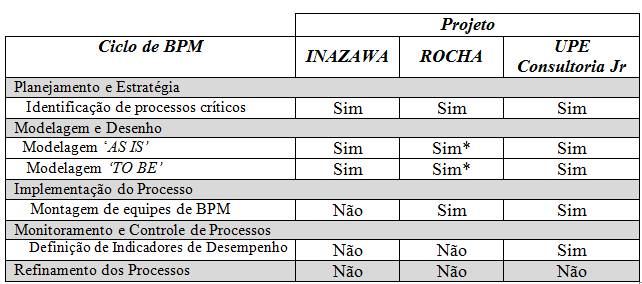 Projeto
Ciclo de BPM INAZAWA ROCHA UPE
Consultoria Jr
Planejamento e Estratégia
Identificação de processos críticos Sim Sim Sim
Modelagem e Desenho
Modelagem ‘AS IS’ Sim Sim* Sim
Modelagem ‘TO BE’ Sim Sim* Sim
Implementação do Processo
Montagem de equipes de BPM Não Sim Sim
Monitoramento e Controle de Processos
Definição de Indicadores de Desempenho Não Não Sim
Refinamento dos Processos Não Não Não